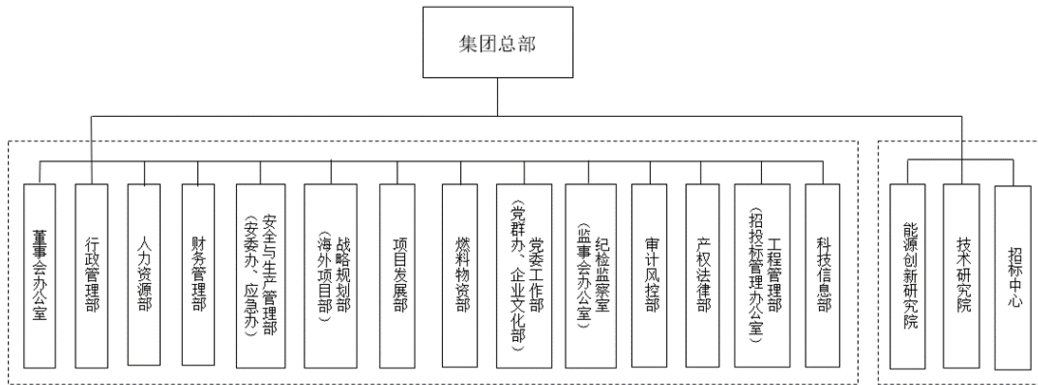 集团总部
董事会办公室
行政管理部
人力资源部
财务管理部
安全与生产管理部
（安委办、应急办）
战略规划部
（海外项目部）
项目发展部
燃料物资部
党委工作部
（党群办、企业文化部）
纪检监察室
（监事会办公室）
审计风控部
产权法律部
工程管理部
（招投标管理办公室）
科技信息部
能源创新研究院
技术研究院
招标中心